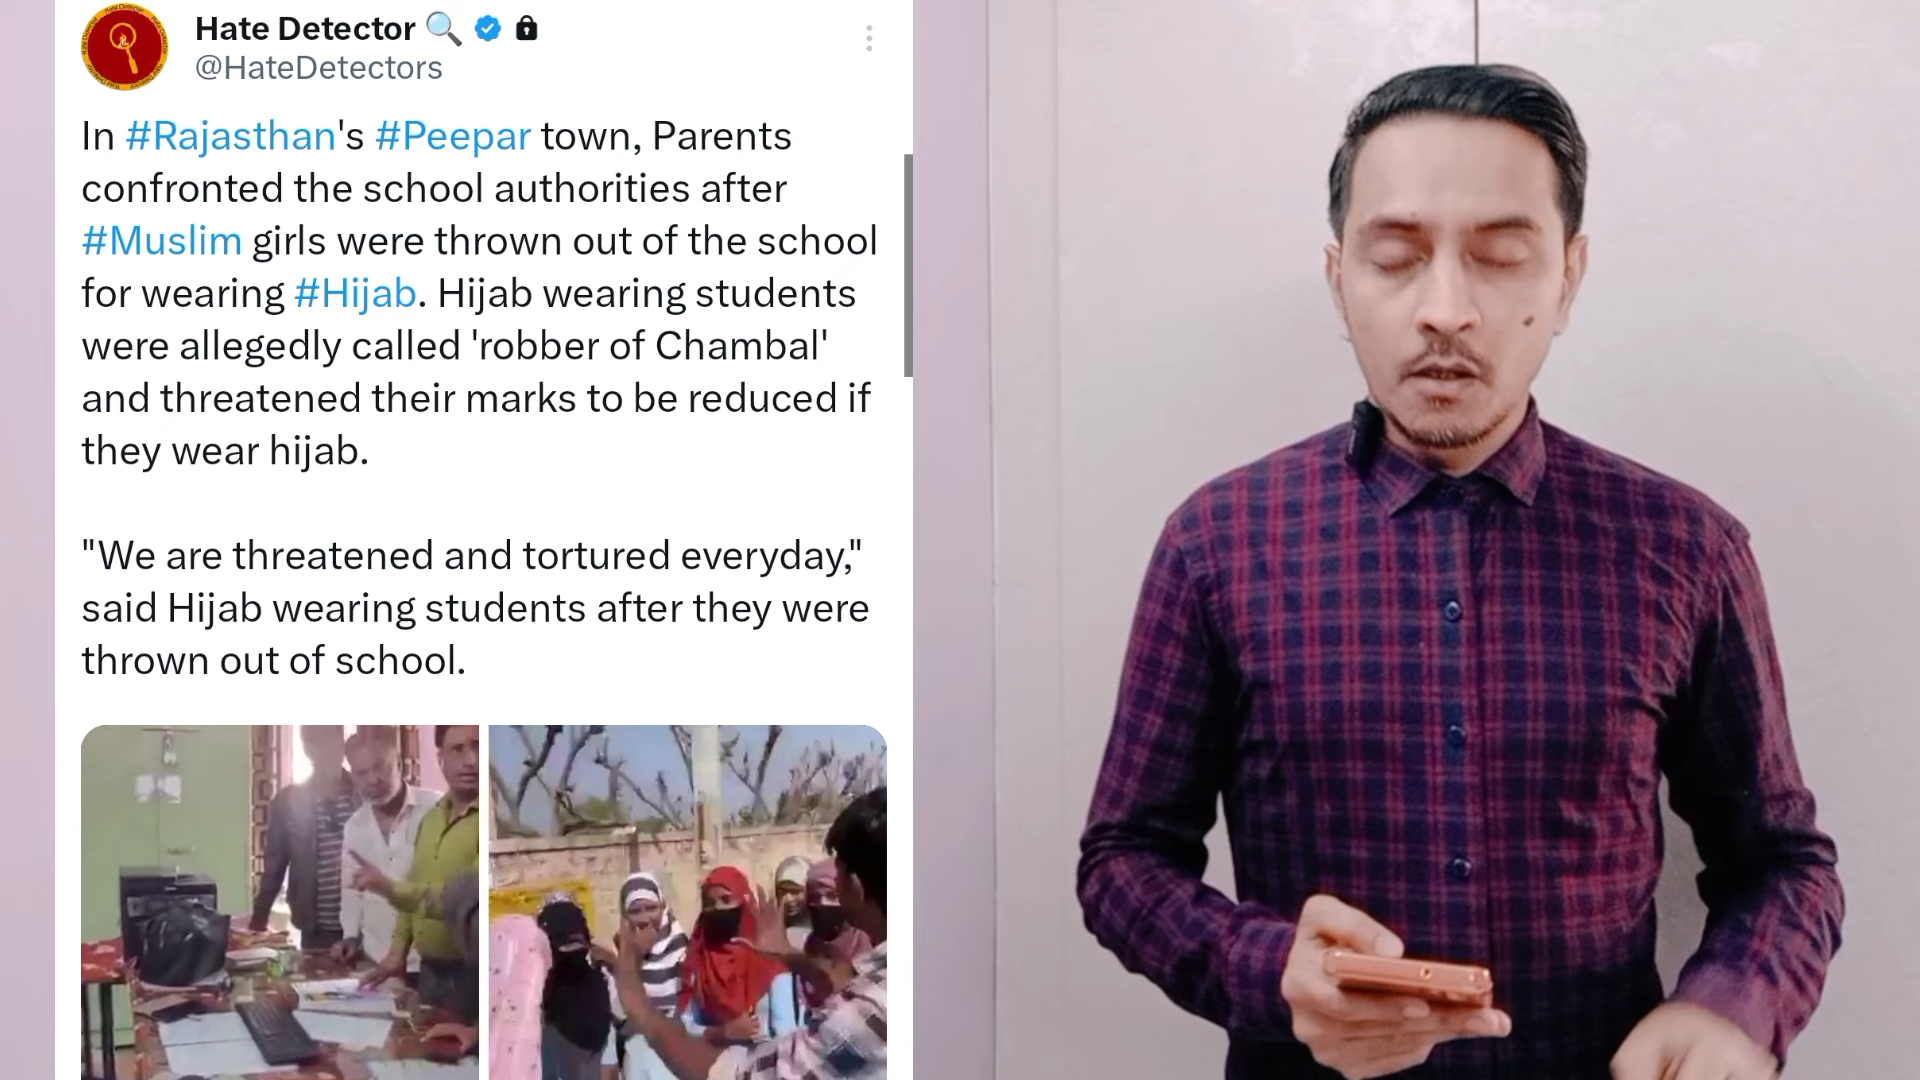 Hate Detector
@HateDetectors
In #Rajasthan's #Peepar town, Parents
confronted the school authorities after
#Muslim girls were thrown out of the school
for wearing #Hijab. Hijab wearing students
were allegedly called 'robber of Chambal'
and threatened their marks to be reduced if
they wear hijab.
"We are threatened and tortured everyday,"
said Hijab wearing students after they were
thrown out of school.